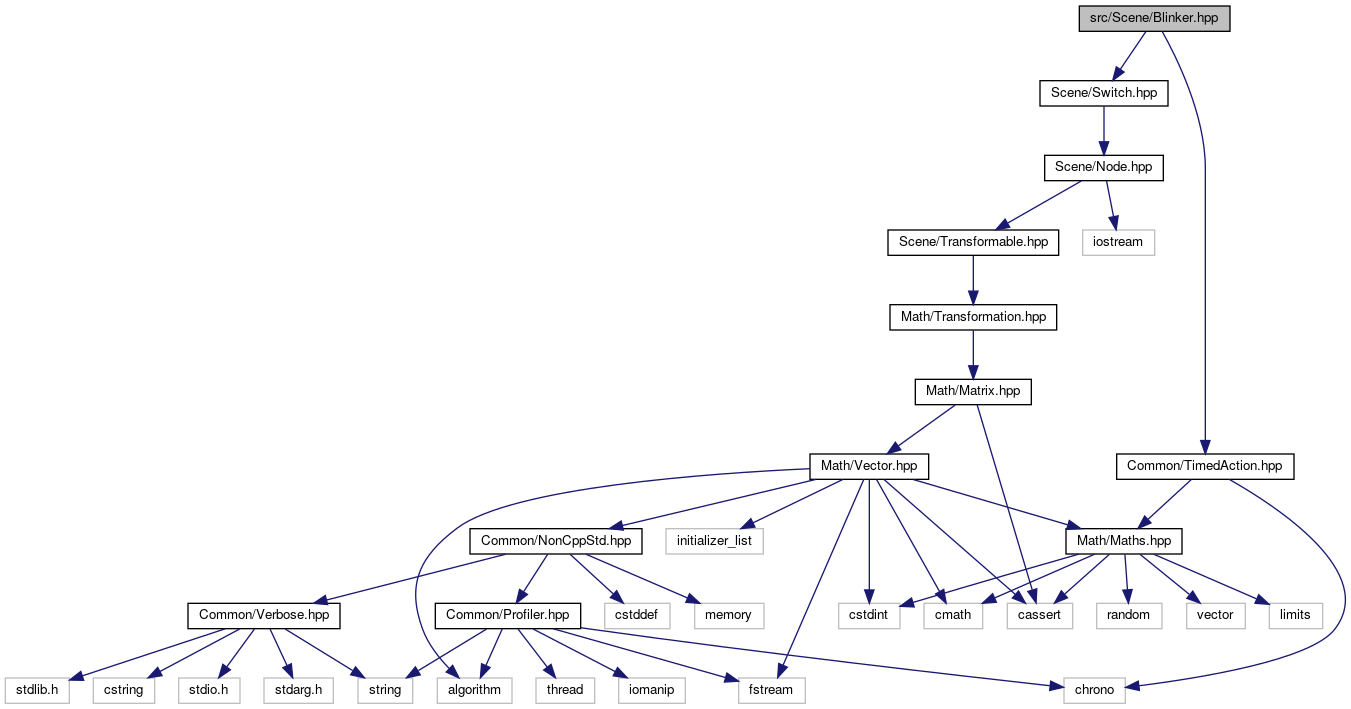 src/Scene/Blinker.hpp
Scene/Switch.hpp
Scene/Node.hpp
Scene/Transformable.hpp
iostream
Math/Transformation.hpp
Math/Matrix.hpp
Math/Vector.hpp
Common/TimedAction.hpp
Common/NonCppStd.hpp
initializer_list
Math/Maths.hpp
Common/Verbose.hpp
Common/Profiler.hpp
cstddef
memory
cstdint
cmath
cassert
random
vector
limits
stdlib.h
cstring
stdio.h
stdarg.h
string
algorithm
thread
iomanip
fstream
chrono